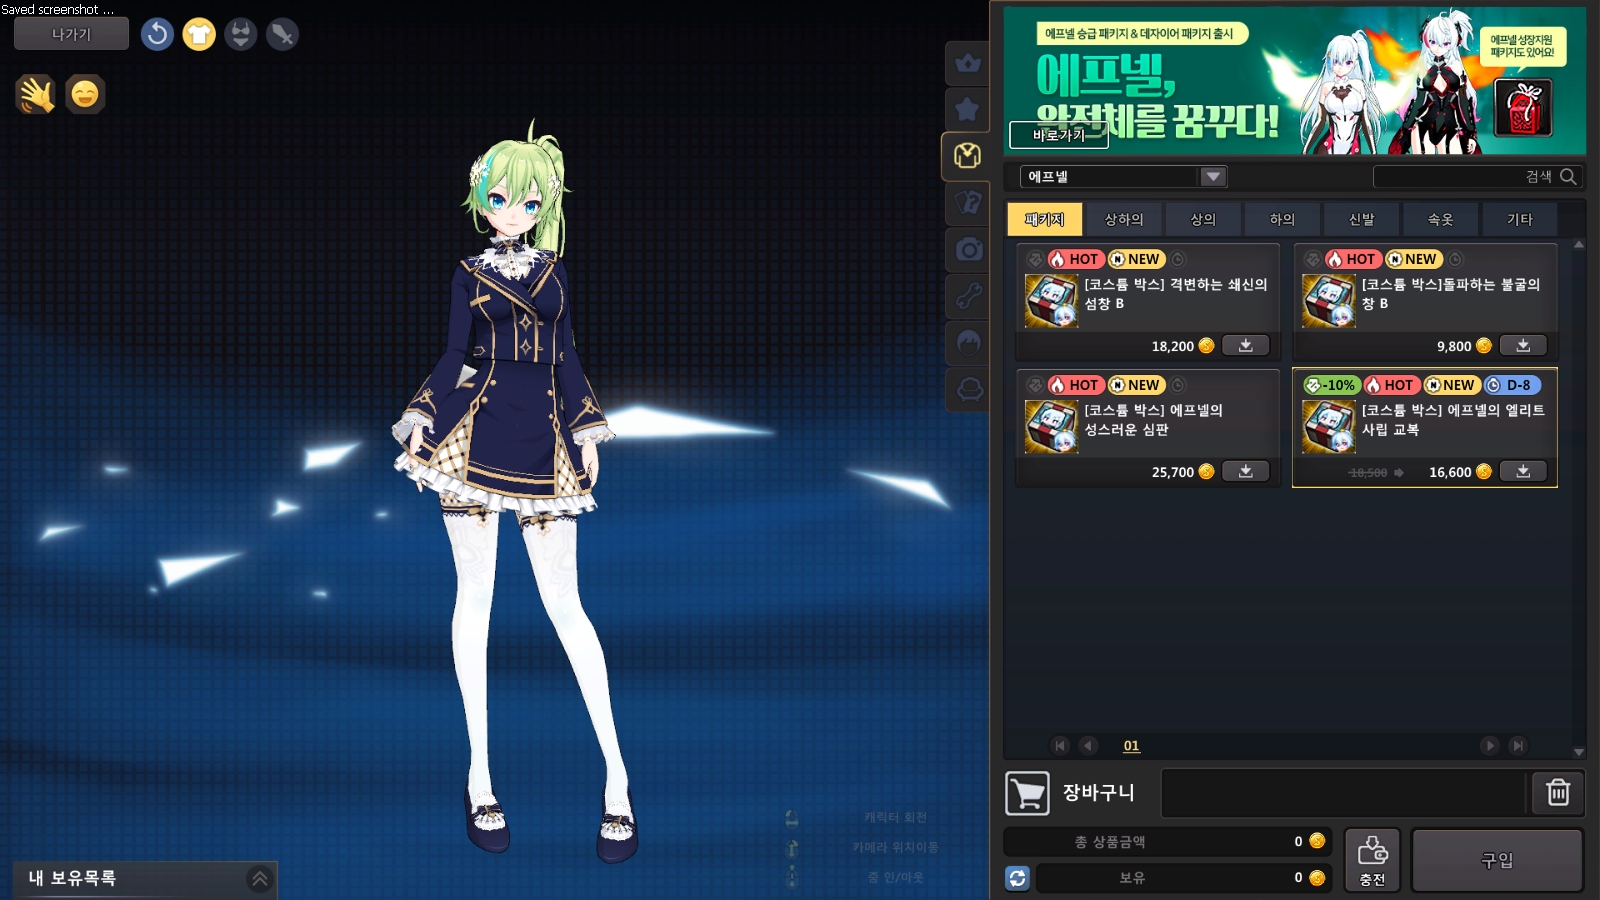 Saved screenshot ...
나가기
에프넬 승급 패키지 & 데자이어 패키지 출시
에프넬,
완전체를 꿈꾸다!
에프넬 성장지원
패키지도 있어요!
바로가기
에프넬
검색
패키지
상하의
상의
하의
신발
속옷
기타
HOT
NEW
[코스튬 박스] 격변하는 쇄신의
섬창 B
18,200
HOT
NEW
[코스튬 박스]돌파하는 불굴의
창 B
9,800
HOT
NEW
[코스튬 박스] 에프넬의
성스러운 심판
25,700
-10%
HOT
NEW
D-8
[코스튬 박스] 에프넬의 엘리트
사립 교복
18,500
16,600
01
장바구니
캐릭터 회전
카메라 위치이동
줌 인/아웃
총 상품금액
0
보유
0
충전
구입
내 보유목록